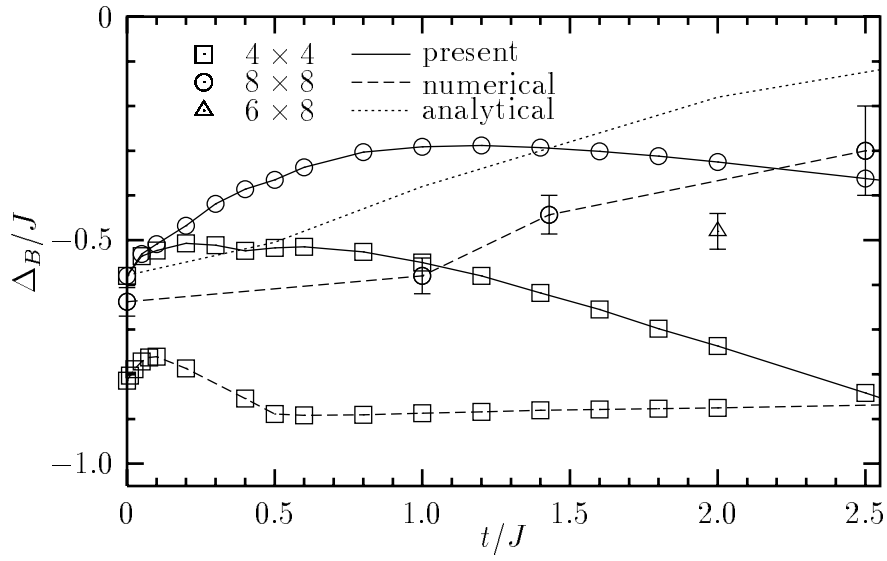 0
4 × 4 present
8 × 8 numerical
6 × 8 analytical
Δ_B/J
−0.5
−1.0
0 0.5 1.0 1.5 2.0 2.5
t/J